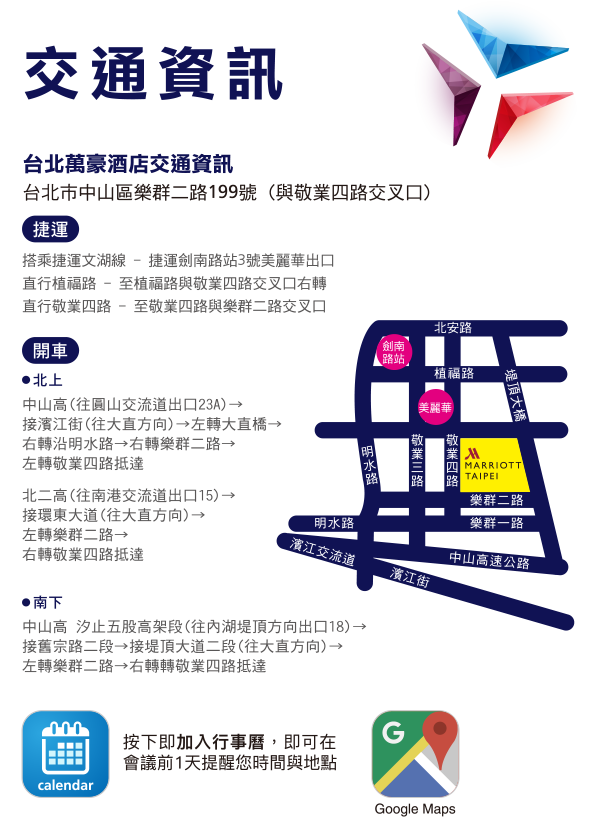 交通資訊
台北萬豪酒店交通資訊
台北市中山區樂群二路199號（與敬業四路交叉口）
捷運
搭乘捷運文湖線 － 捷運劍南路站3號美麗華出口
直行植福路 － 至植福路與敬業四路交叉口右轉
直行敬業四路 － 至敬業四路與樂群二路交叉口
開車
●北上
中山高(往圓山交流道出口23A)→
接濱江街(往大直方向)→左轉大直橋→
右轉沿明水路→右轉樂群二路→
左轉敬業四路抵達
北二高(往南港交流道出口15)→
接環東大道(往大直方向)→
左轉樂群二路→
右轉敬業四路抵達
●南下
中山高 汐止五股高架段(往內湖堤頂方向出口18)→
接舊宗路二段→接堤頂大道二段(往大直方向)→
左轉樂群二路→右轉轉敬業四路抵達
北安路
劍南
路站
植福路
堤頂大橋
美麗華
明水路
敬業三路
敬業四路
MARRIOTT
TAIPEI
樂群二路
明水路
樂群一路
濱江交流道
中山高速公路
濱江街
calendar
按下即加入行事曆，即可在
會議前1天提醒您時間與地點
G
Google Maps